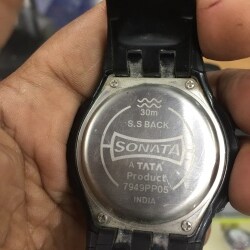 30m
S.S BACK
SONATA
A TATA
Product
7949PP05
INDIA